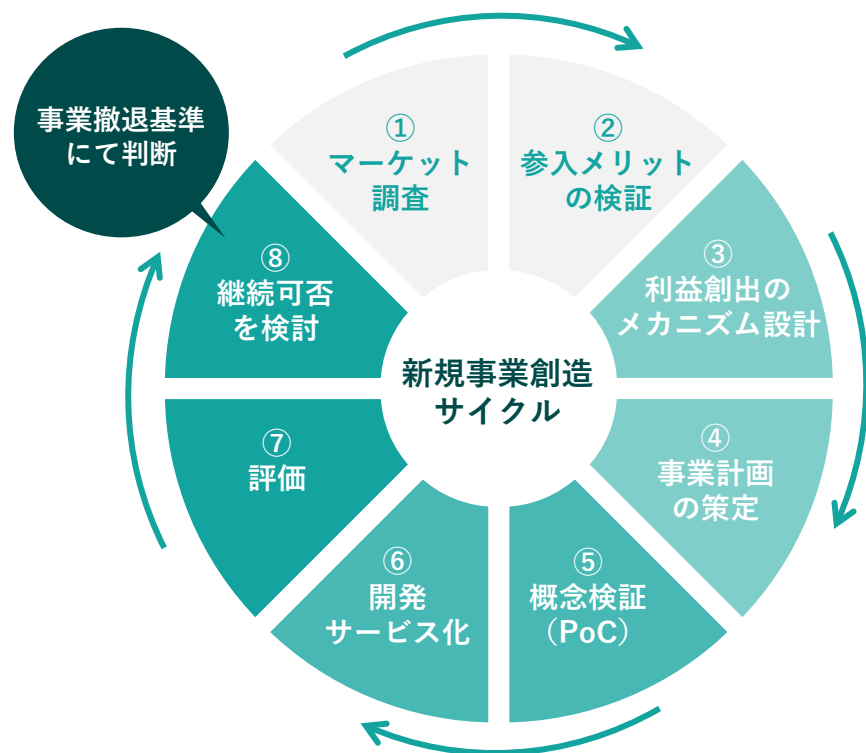 事業撤退基準
にて判断
①
マーケット
調査
②
参入メリット
の検証
③
利益創出の
メカニズム設計
④
事業計画
の策定
⑤
概念検証
（PoC）
⑥
開発
サービス化
⑦
評価
⑧
継続可否
を検討
新規事業創造
サイクル